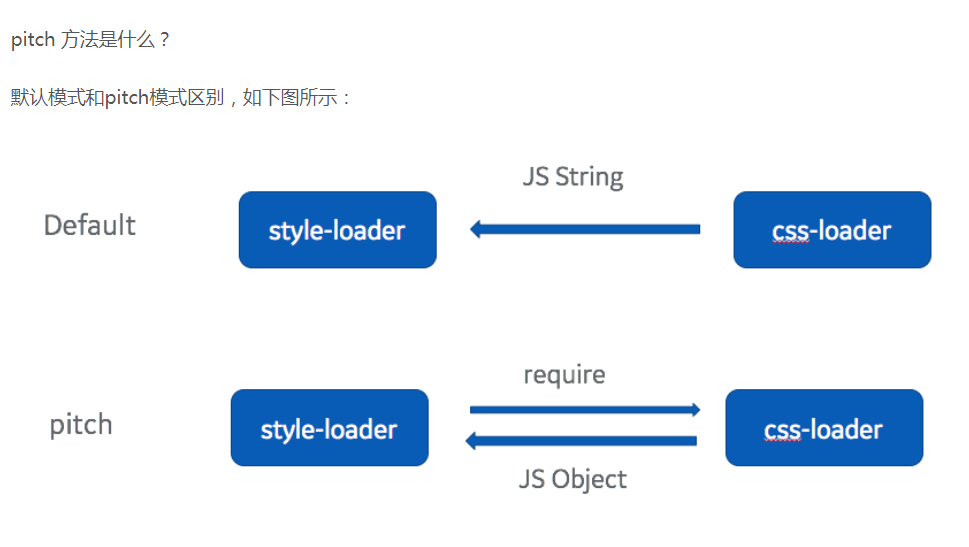 pitch 方法是什么？
默认模式和pitch模式区别，如下图所示：
JS String
Default
style-loader
css-loader
require
pitch
style-loader
css-loader
JS Object